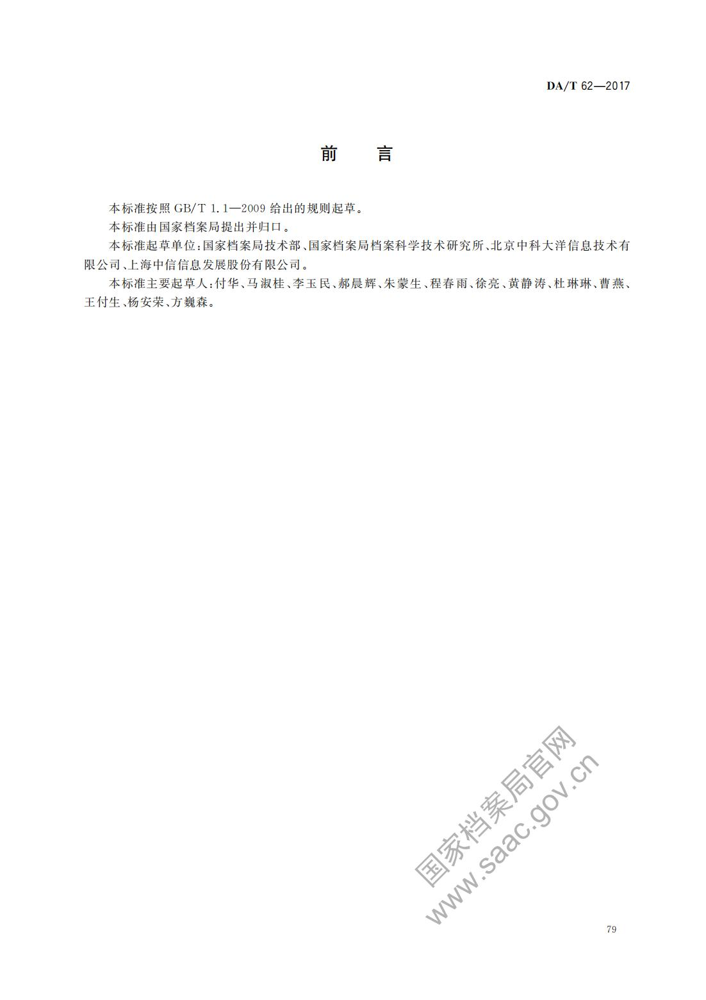 DA/T 62—2017
前 言
本标准按照 GB/T 1.1—2009 给出的规则起草。
本标准由国家档案局提出并归口。
本标准起草单位:国家档案局技术部、国家档案局档案科学技术研究所、北京中科大洋信息技术有
限公司、上海中信信息发展股份有限公司。
本标准主要起草人:付华、马淑桂、李玉民、郝晨辉、朱蒙生、程春雨、徐亮、黄静涛、杜琳琳、曹燕、
王付生、杨安荣、方巍森。
国家档案局官网
www.saac.gov.cn
79